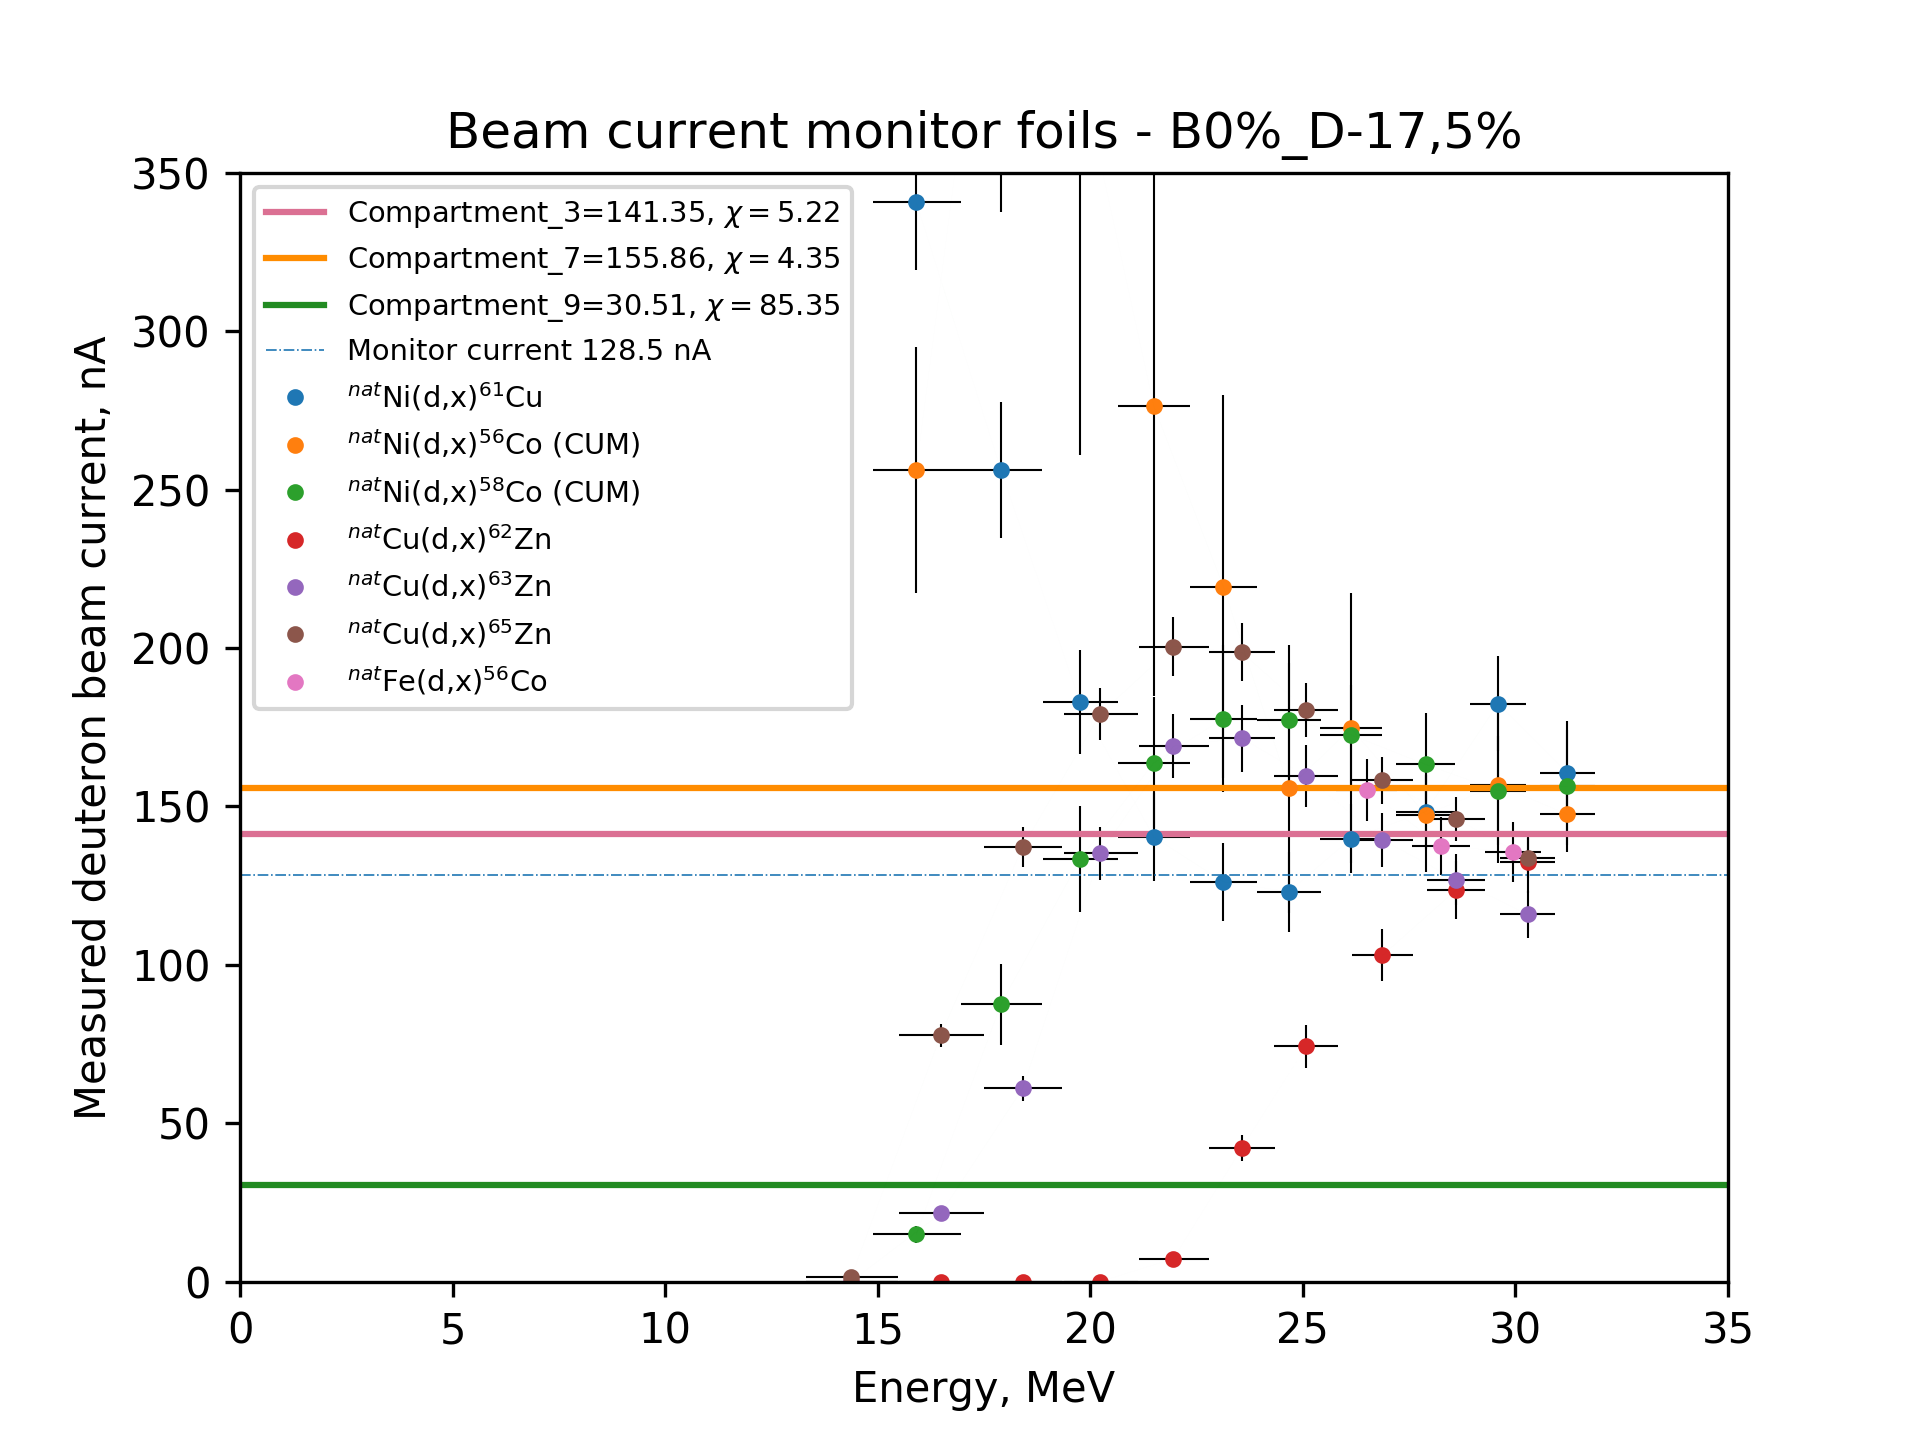 Beam current monitor foils - B0%_D-17,5%
Measured deuteron beam current, nA
350
300
250
200
150
100
50
0
Compartment_3=141.35, χ = 5.22
Compartment_7=155.86, χ = 4.35
Compartment_9=30.51, χ = 85.35
Monitor current 128.5 nA
ⁿᵃᵗNi(d,x)⁶¹Cu
ⁿᵃᵗNi(d,x)⁵⁶Co (CUM)
ⁿᵃᵗNi(d,x)⁵⁸Co (CUM)
ⁿᵃᵗCu(d,x)⁶²Zn
ⁿᵃᵗCu(d,x)⁶³Zn
ⁿᵃᵗCu(d,x)⁶⁵Zn
ⁿᵃᵗFe(d,x)⁵⁶Co
0 5 10 15 20 25 30 35
Energy, MeV